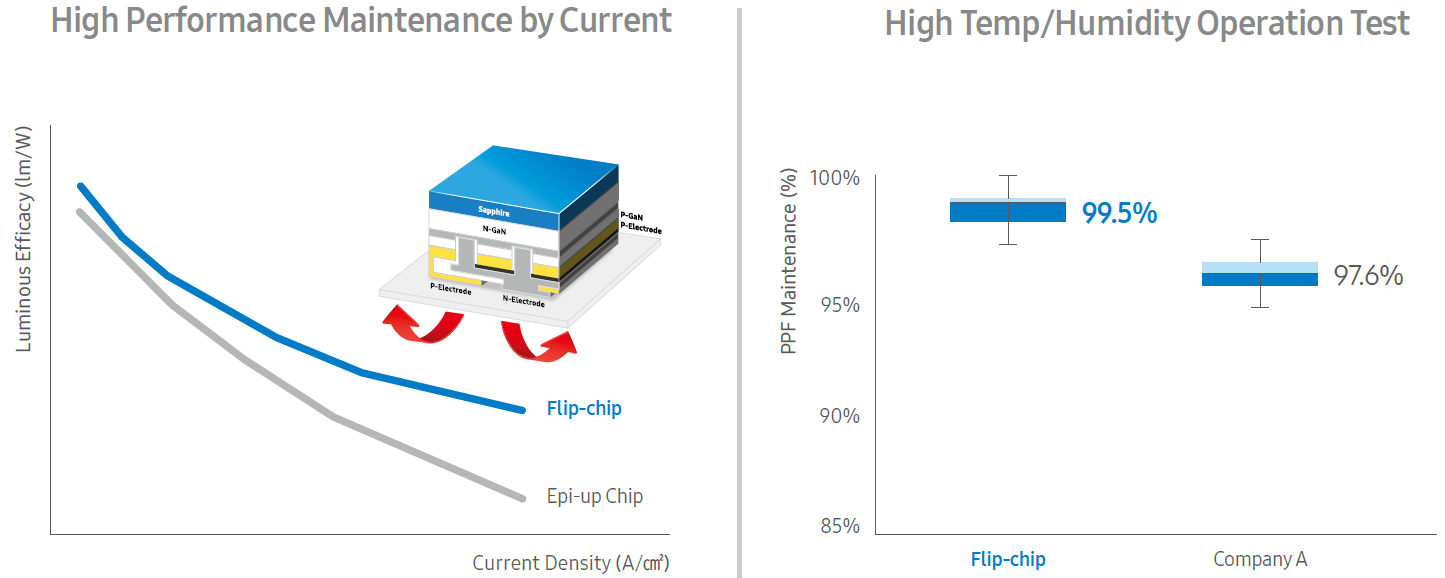 High Performance Maintenance by Current
Luminous Efficacy (lm/W)
Sapphire
N-GaN
P-GaN
P-Electrode
P-Electrode
N-Electrode
Flip-chip
Epi-up Chip
Current Density (A/㎠)
High Temp/Humidity Operation Test
PPF Maintenance (%)
100%
95%
90%
85%
99.5%
97.6%
Flip-chip
Company A